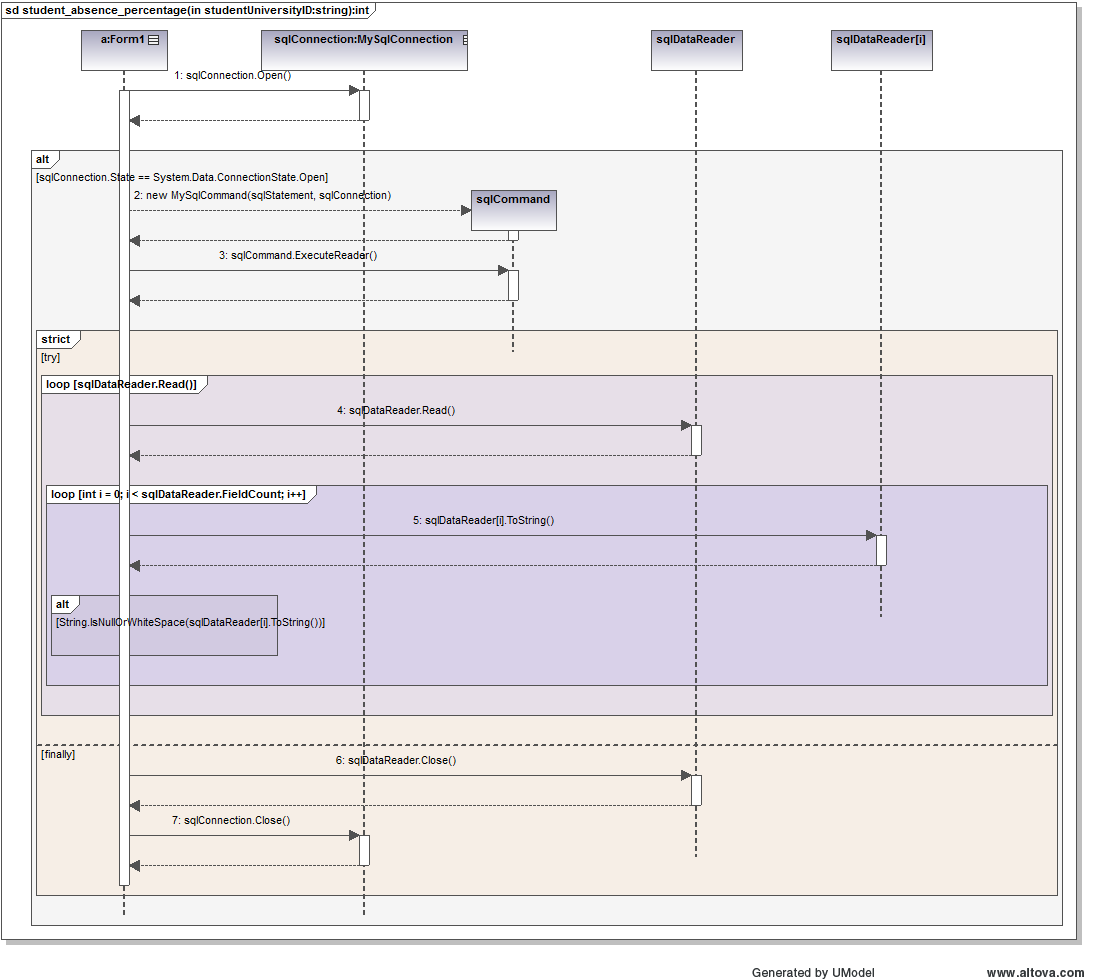 sd student_absence_percentage(in studentUniversityID:string):int
a:Form1
sqlConnection:MySqlConnection
sqlDataReader
sqlDataReader[i]
1: sqlConnection.Open()
alt
[sqlConnection.State == System.Data.ConnectionState.Open]
2: new MySqlCommand(sqlStatement, sqlConnection)
sqlCommand
3: sqlCommand.ExecuteReader()
strict
[try]
loop [sqlDataReader.Read()]
4: sqlDataReader.Read()
loop [int i = 0; i < sqlDataReader.FieldCount; i++]
5: sqlDataReader[i].ToString()
alt
[String.IsNullOrWhiteSpace(sqlDataReader[i].ToString())]
[finally]
6: sqlDataReader.Close()
7: sqlConnection.Close()
Generated by UModel
www.altova.com